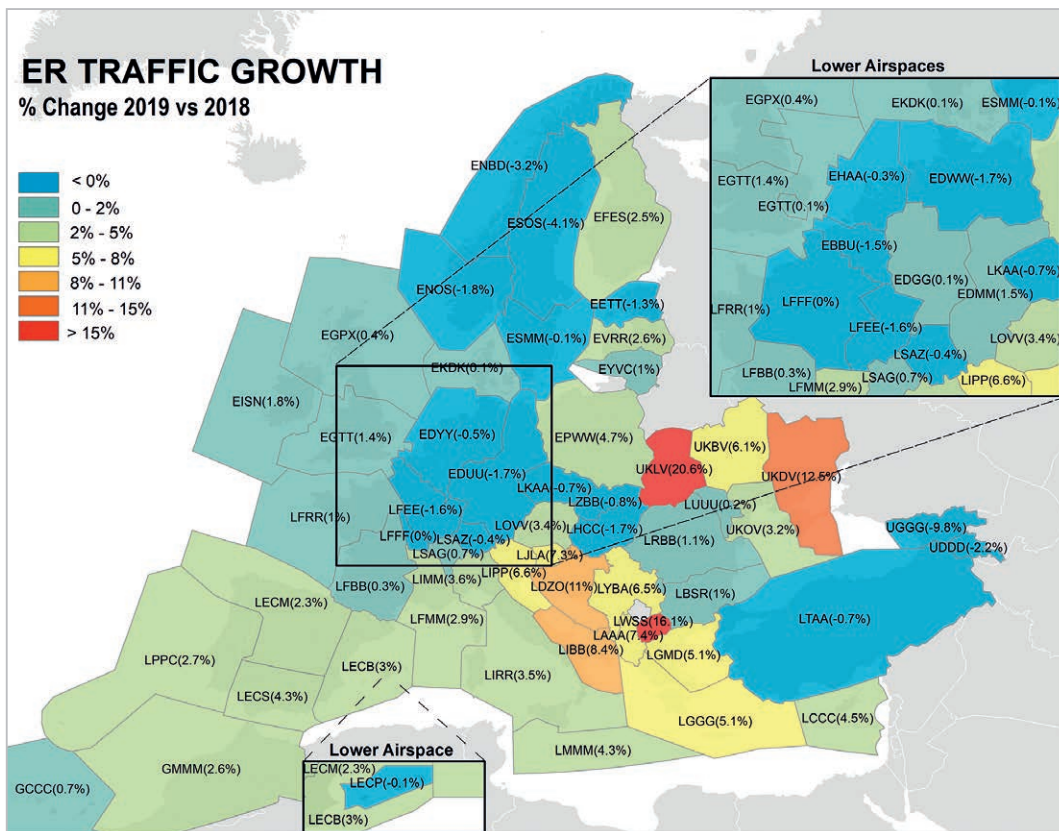 ER TRAFFIC GROWTH
% Change 2019 vs 2018
< 0%
0 - 2%
2% - 5%
5% - 8%
8% - 11%
11% - 15%
> 15%
ENBD(-3.2%)
ESOS(-4.1%)
EFES(2.5%)
ENOS(-1.8%)
EETT(-1.3%)
EGPX(0.4%)
ESMM(-0.1%)
EVRR(2.6%)
EKDK(0.1%)
EYVC(1%)
EISN(1.8%)
EGTT(1.4%)
EDYY(-0.5%)
EPWW(4.7%)
UKBV(6.1%)
UKLV(20.6%)
UKDV(12.5%)
EDUU(-1.7%)
LKAA(-0.7%)
LZBB(-0.8%)
LUUU(0.2%)
LFRR(1%)
LFEE(-1.6%)
LOVV(3.4%)
LHCC(-1.7%)
UKOV(3.2%)
UGGG(-9.8%)
LFFF(0%)
LSAZ(-0.4%)
LRBB(1.1%)
UDDD(-2.2%)
LSAG(0.7%)
LJLA(7.3%)
LFBB(0.3%)
LIMM(3.6%)
LIPP(6.6%)
LDZO(11%)
LYBA(6.5%)
LBSR(1%)
LECM(2.3%)
LFMM(2.9%)
LWSS(16.1%)
LTAA(-0.7%)
LAAA(7.4%)
LPPC(2.7%)
LECB(3%)
LIBB(8.4%)
LGMD(5.1%)
LECS(4.3%)
LIRR(3.5%)
LGGG(5.1%)
LCCC(4.5%)
LMMM(4.3%)
GMMM(2.6%)
GCCC(0.7%)
Lower Airspace
LECM(2.3%)
LECP(-0.1%)
LECB(3%)
Lower Airspaces
EGPX(0.4%)
EKDK(0.1%)
ESMM(-0.1%)
EHAA(-0.3%)
EDWW(-1.7%)
EGTT(1.4%)
EGTT(0.1%)
EBBU(-1.5%)
EDGG(0.1%)
LKAA(-0.7%)
EDMM(1.5%)
LFRR(1%)
LFFF(0%)
LFEE(-1.6%)
LOVV(3.4%)
LSAZ(-0.4%)
LFBB(0.3%)
LSAG(0.7%)
LIPP(6.6%)
LFMM(2.9%)